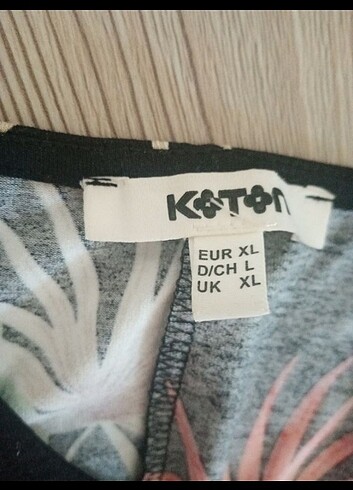 KOTON
EUR XL
D/CH L
UK XL